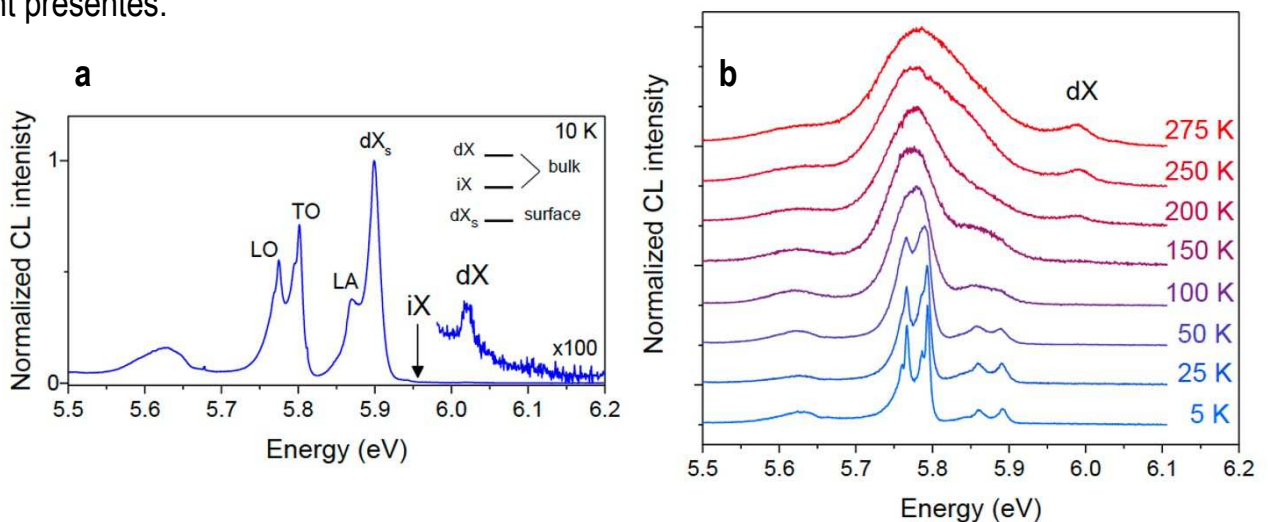 nt présentes.
a
Normalized CL intenisty
1
0
10 K
dX
iX
bulk
dXs
surface
dXs
TO
LO
LA
iX
dX
x100
5.5 5.6 5.7 5.8 5.9 6.0 6.1 6.2
Energy (eV)
b
Normalized CL intensity
dX
275 K
250 K
200 K
150 K
100 K
50 K
25 K
5 K
5.5 5.6 5.7 5.8 5.9 6.0 6.1 6.2
Energy (eV)